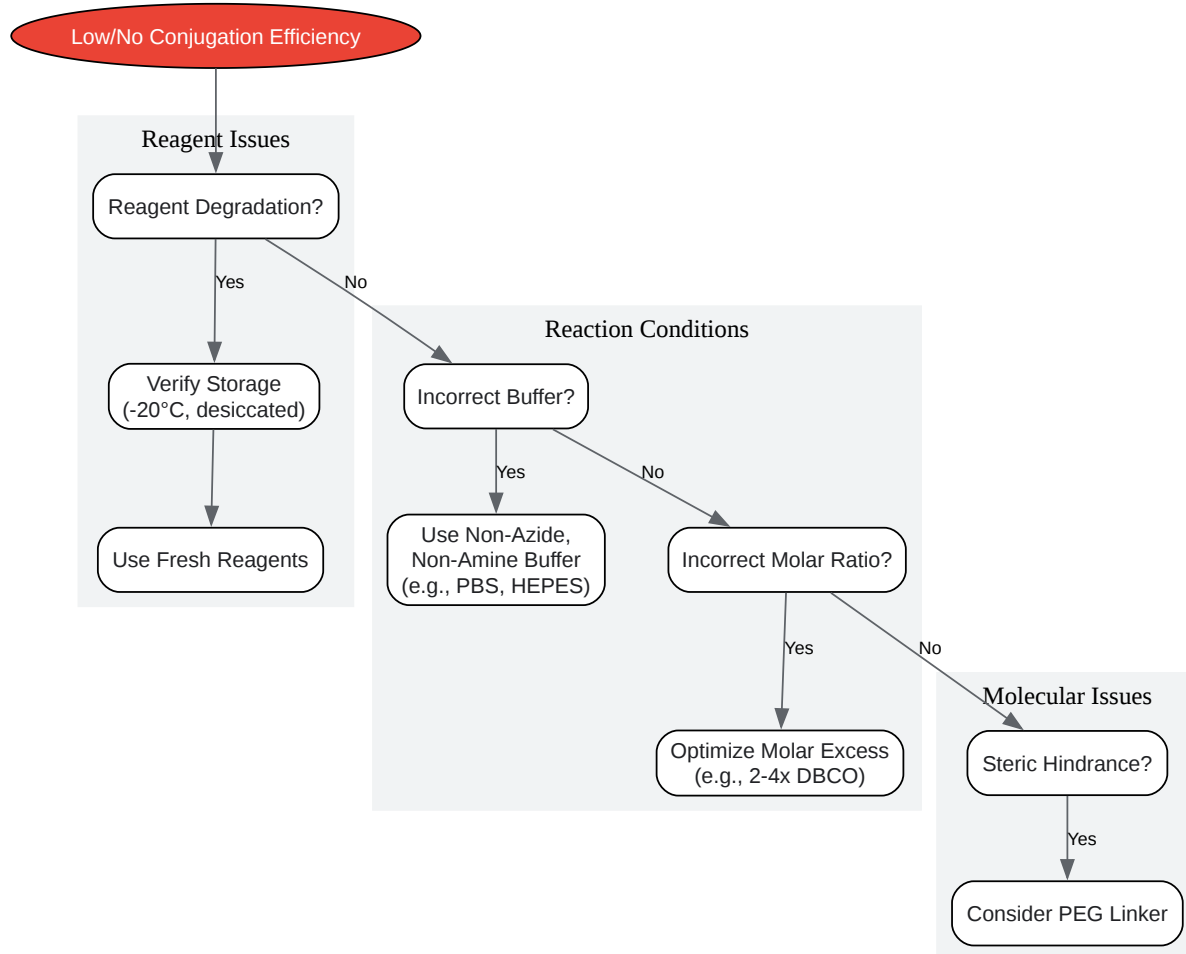 Low/No Conjugation Efficiency
Reagent Issues
Reagent Degradation?
Yes
No
Verify Storage
(-20°C, desiccated)
Use Fresh Reagents
Reaction Conditions
Incorrect Buffer?
Yes
No
Use Non-Azide,
Non-Amine Buffer
(e.g., PBS, HEPES)
Incorrect Molar Ratio?
Yes
No
Optimize Molar Excess
(e.g., 2-4x DBCO)
Molecular Issues
Steric Hindrance?
Yes
Consider PEG Linker